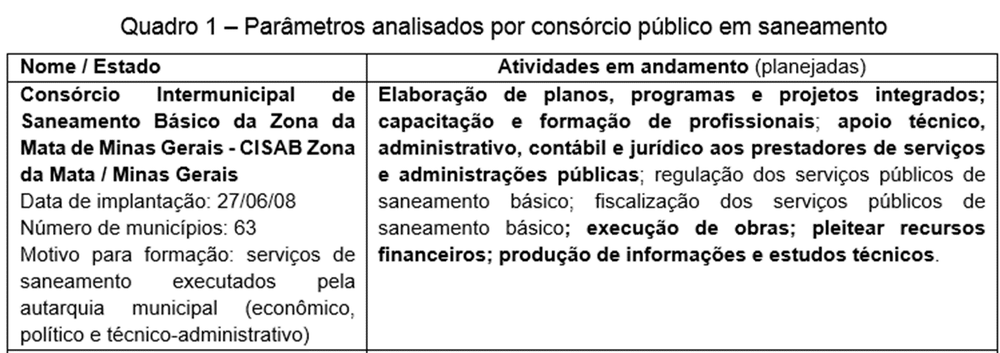 Quadro 1 – Parâmetros analisados por consórcio público em saneamento
Nome / Estado
Atividades em andamento (planejadas)
Consórcio Intermunicipal de
Saneamento Básico da Zona da
Mata de Minas Gerais - CISAB Zona
da Mata / Minas Gerais
Data de implantação: 27/06/08
Número de municípios: 63
Motivo para formação: serviços de
saneamento executados pela
autarquia municipal (econômico,
político e técnico-administrativo)
Elaboração de planos, programas e projetos integrados;
capacitação e formação de profissionais; apoio técnico,
administrativo, contábil e jurídico aos prestadores de serviços
e administrações públicas; regulação dos serviços públicos de
saneamento básico; fiscalização dos serviços públicos de
saneamento básico; execução de obras; pleitear recursos
financeiros; produção de informações e estudos técnicos.